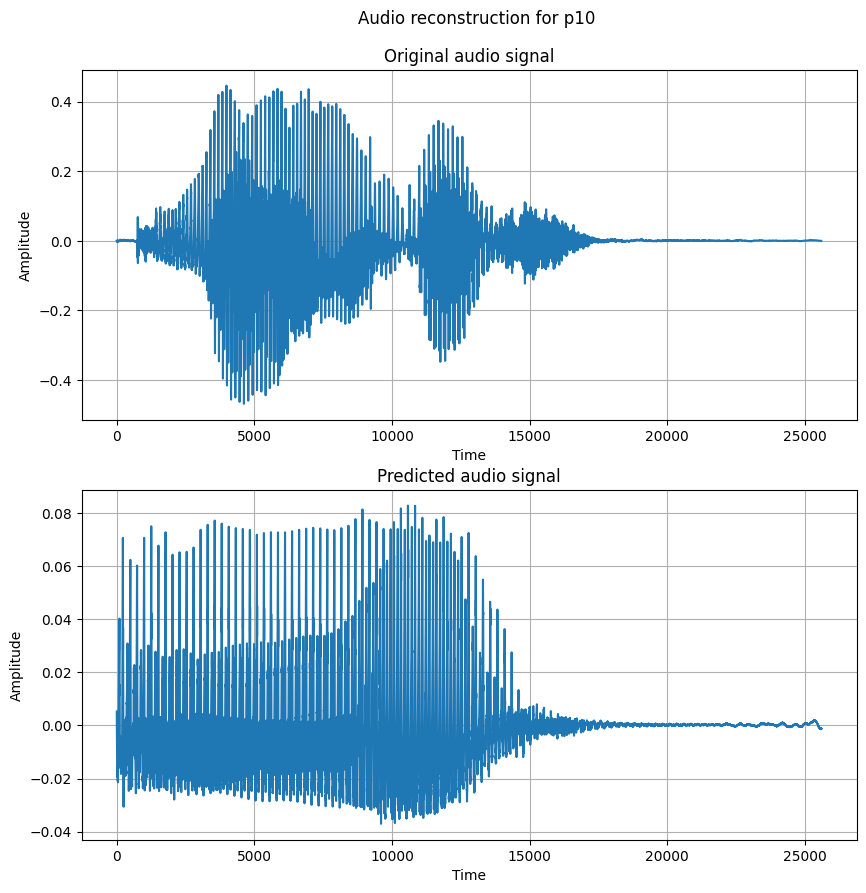 Audio reconstruction for p10
Original audio signal
0.4
0.2
0.0
−0.2
−0.4
Amplitude
0 5000 10000 15000 20000 25000
Time
Predicted audio signal
0.08
0.06
0.04
0.02
0.00
−0.02
−0.04
Amplitude
0 5000 10000 15000 20000 25000
Time